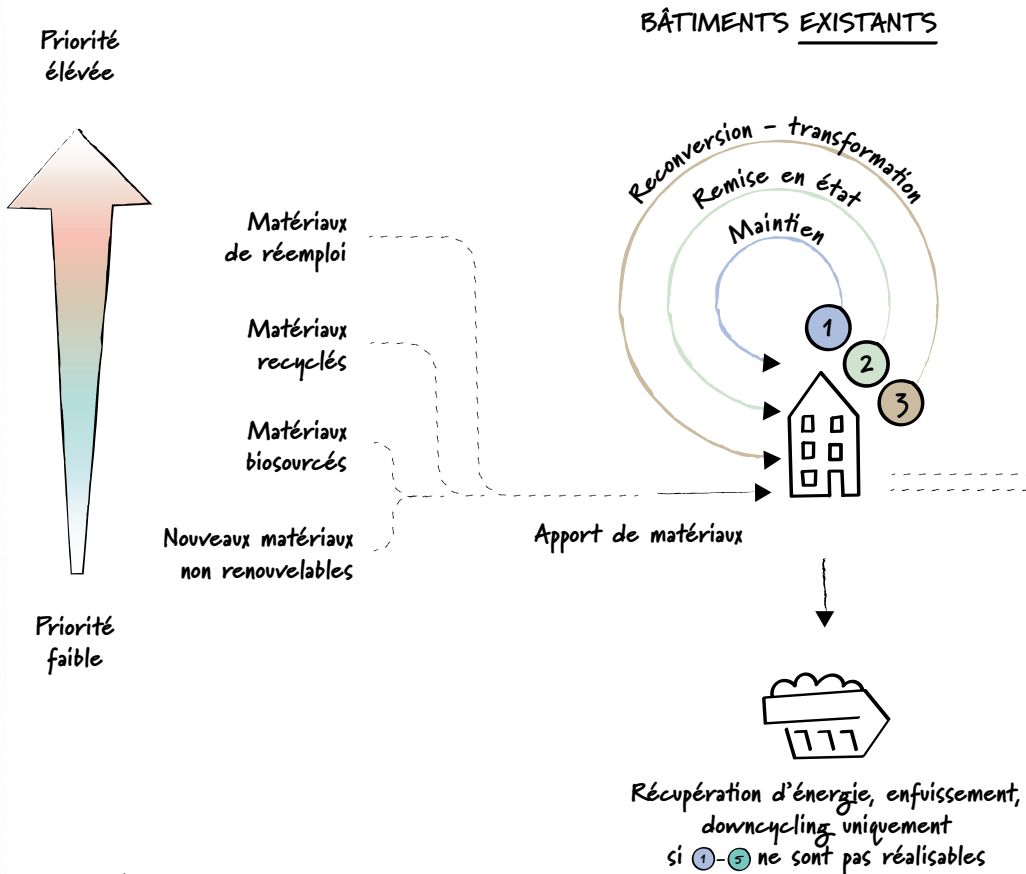 BÂTIMENTS EXISTANTS
Priorité
élévée
Reconversion - transformation
Remise en état
Maintien
1
2
3
Matériaux
de réemploi
Matériaux
recyclés
Matériaux
biosourcés
Nouveaux matériaux
non renouvelables
Apport de matériaux
Priorité
faible
Récupération d'énergie, enfuissement,
downcycling uniquement
si 1-5 ne sont pas réalisables